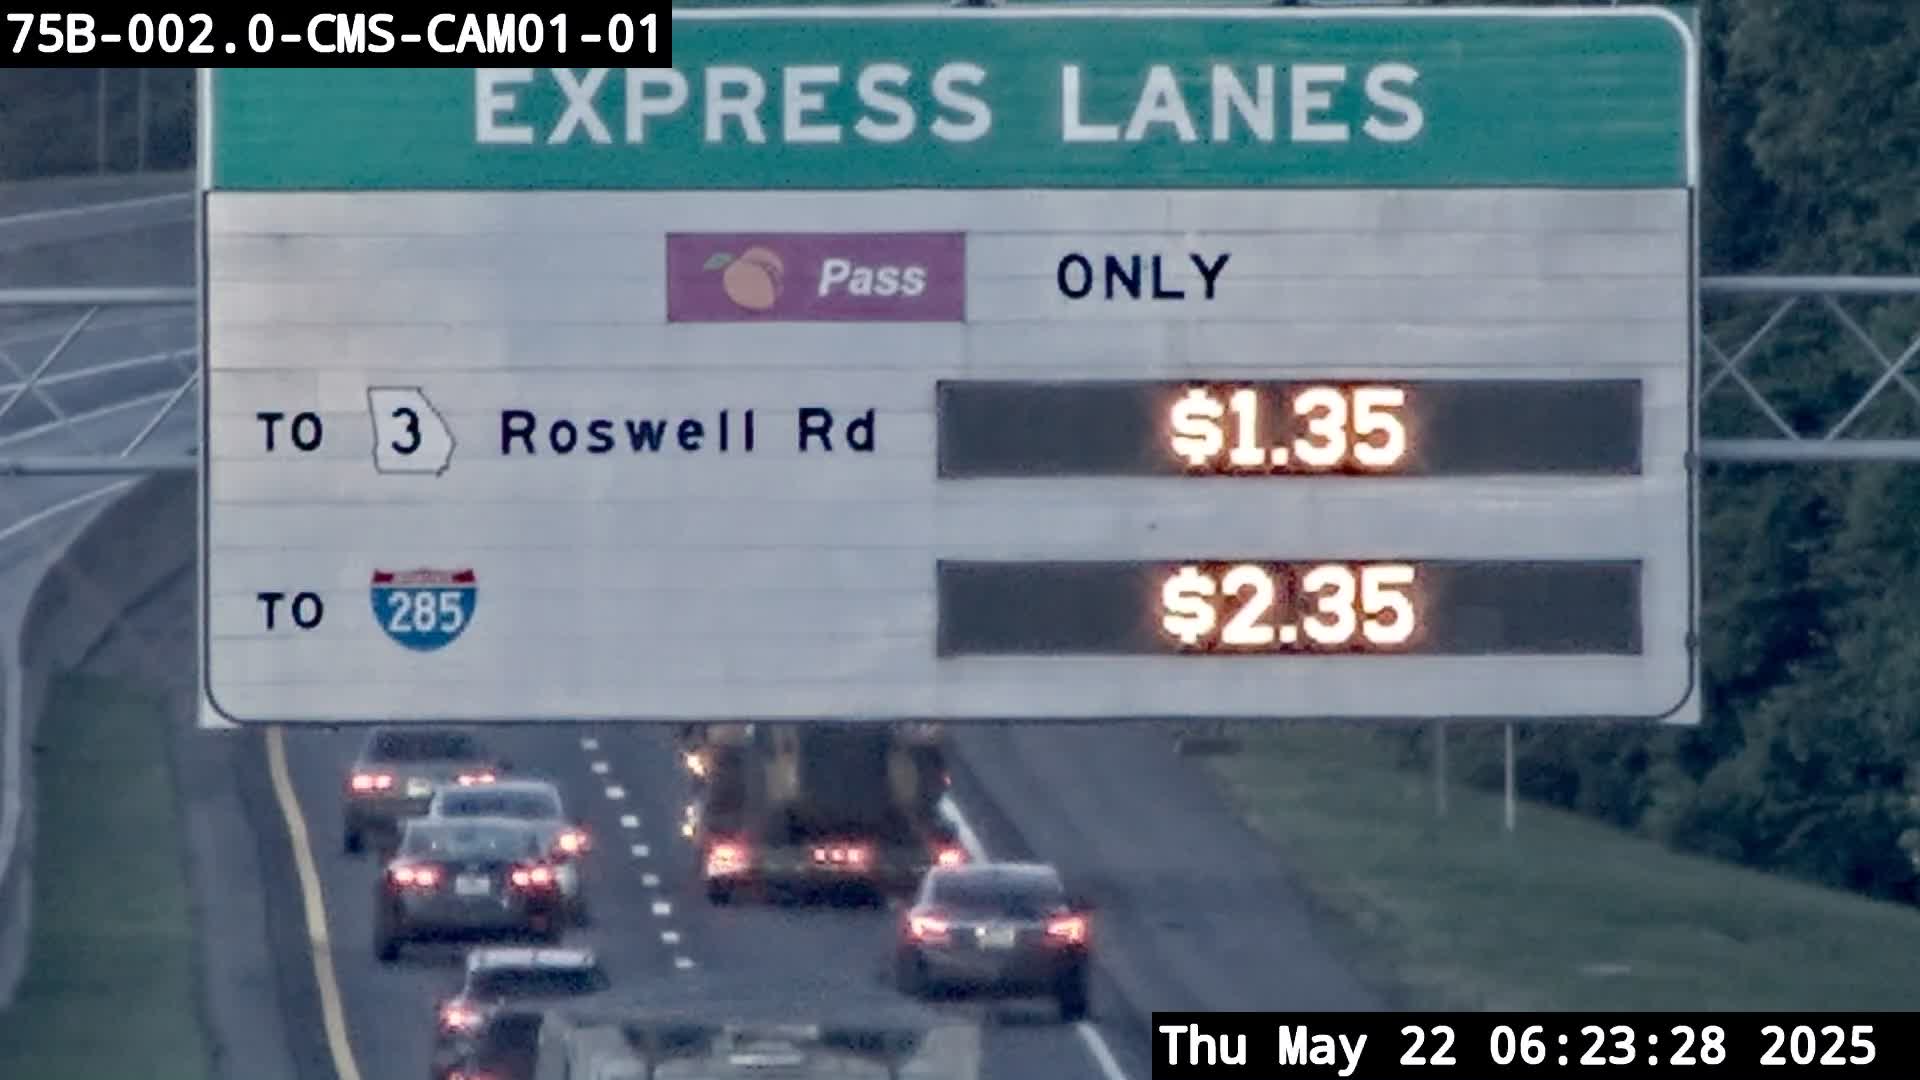 75B-002.0-CMS-CAM01-01
EXPRESS LANES
Pass ONLY
TO 3 Roswell Rd $1.35
TO 285 $2.35
Thu May 22 06:23:28 2025